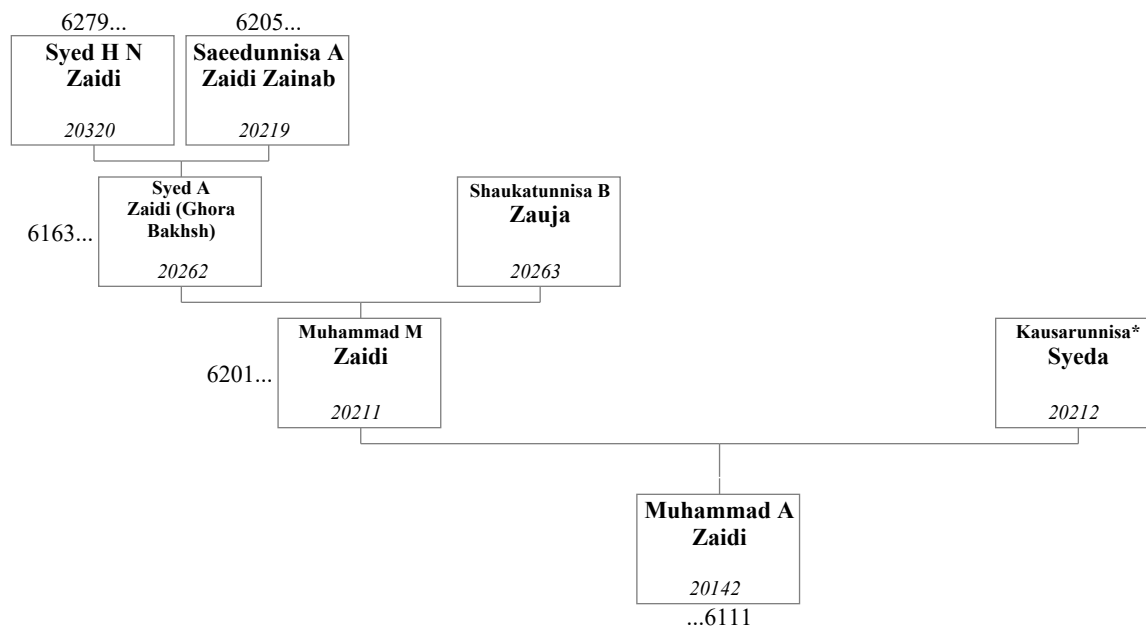 6279...
6205...
Syed H N
Zaidi
20320
Saeedunnisa A
Zaidi Zainab
20219
6163...
Syed A
Zaidi (Ghora
Bakhsh)
20262
Shaukatunnisa B
Zauja
20263
6201...
Muhammad M
Zaidi
20211
Kausarunnisa*
Syeda
20212
Muhammad A
Zaidi
20142
...6111